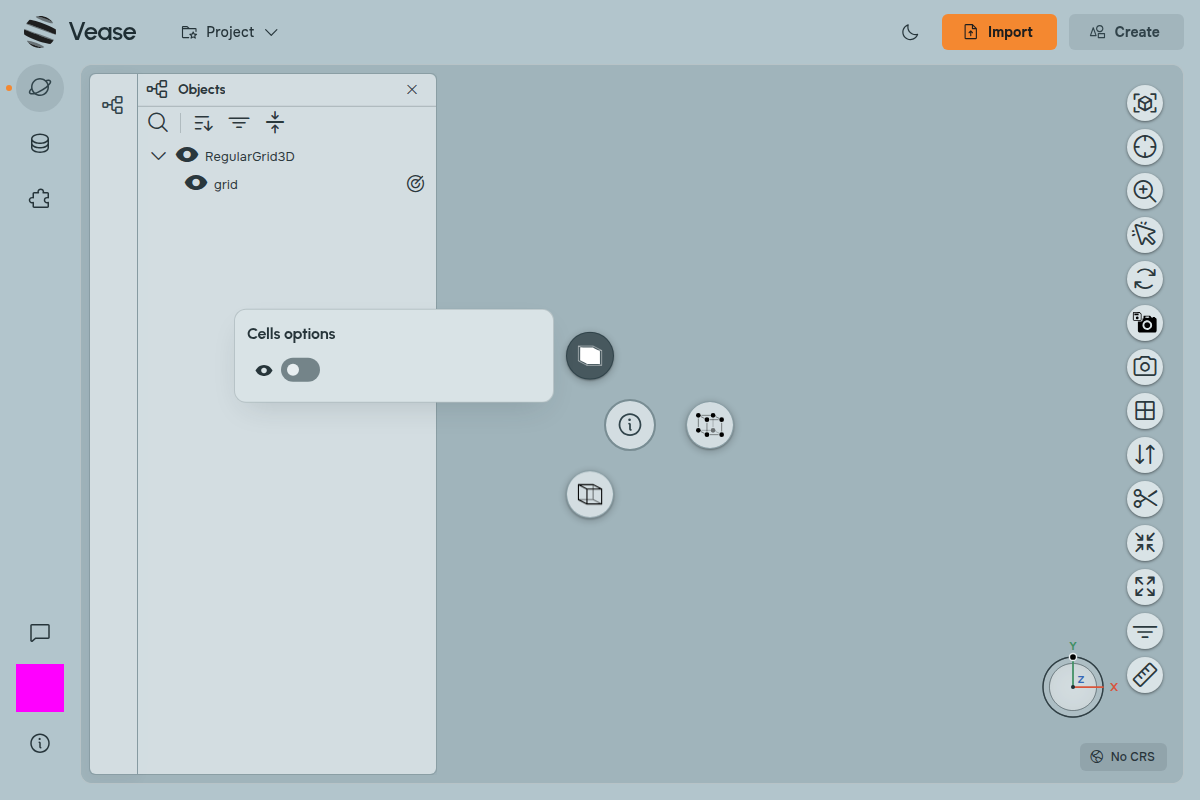 Vease
Project
Import
Create
Objects
RegularGrid3D
grid
Cells options
Y
Z
X
No CRS